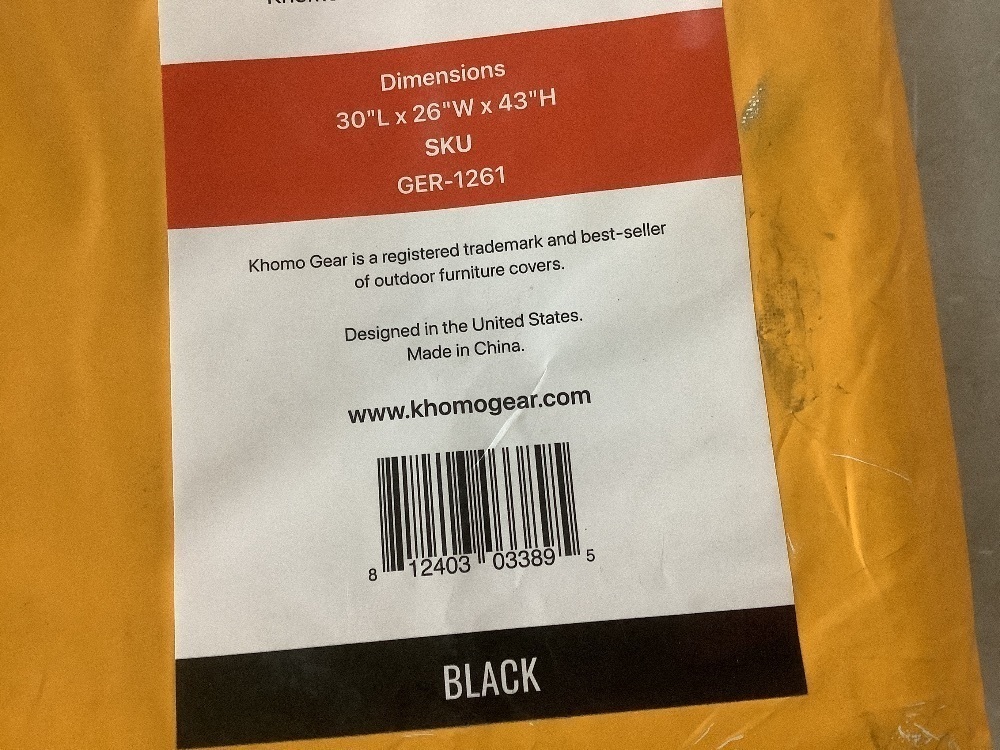 Dimensions
30"L x 26"W x 43"H
SKU
GER-1261
Khomo Gear is a registered trademark and best-seller
of outdoor furniture covers.
Designed in the United States.
Made in China.
www.khomogear.com
8 12403 03389 5
BLACK